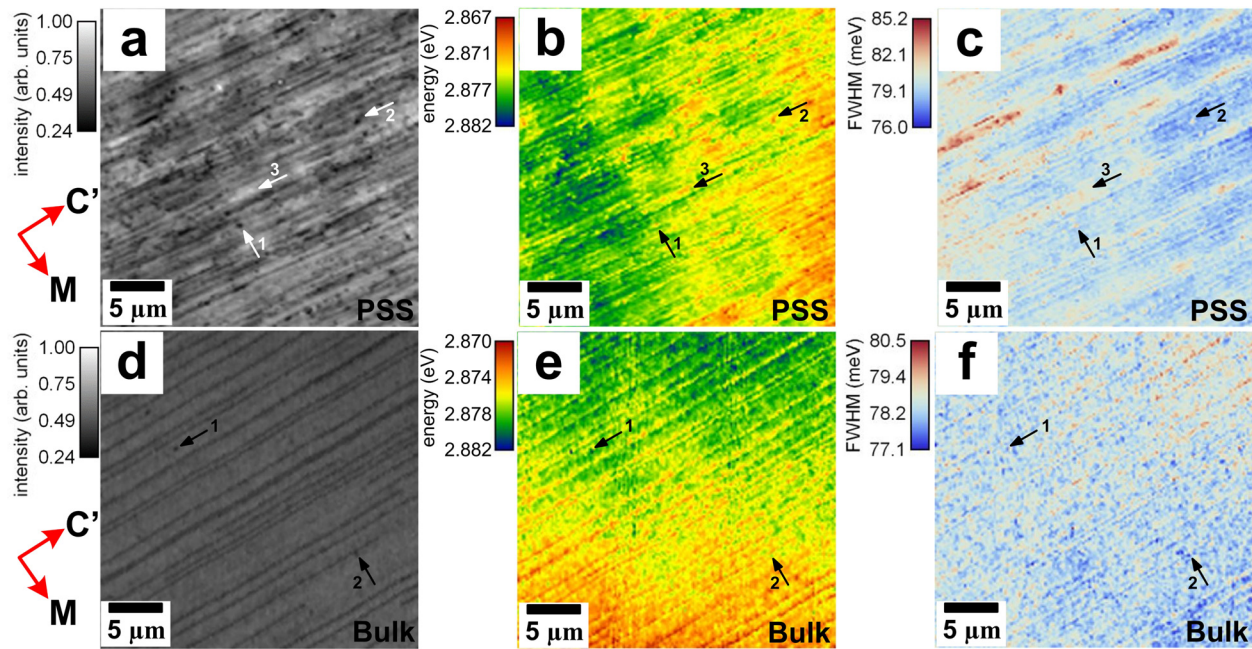 intensity (arb. units)
1.00
0.75
0.49
0.24
a
1
2
3
C'
M
5 µm
PSS
energy (eV)
2.867
2.871
2.877
2.882
b
1
2
3
5 µm
PSS
FWHM (meV)
85.2
82.1
79.1
76.0
c
1
2
3
5 µm
PSS
intensity (arb. units)
1.00
0.75
0.49
0.24
d
1
2
C'
M
5 µm
Bulk
energy (eV)
2.870
2.874
2.878
2.882
e
1
2
5 µm
Bulk
FWHM (meV)
80.5
79.4
78.2
77.1
f
1
2
5 µm
Bulk